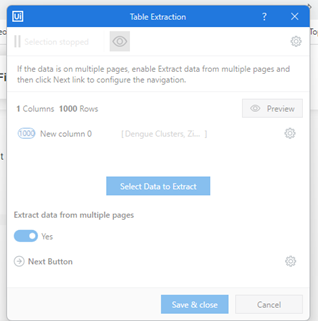 Ui Table Extraction ?
Selection stopped
If the data is on multiple pages, enable Extract data from multiple pages and
then click Next link to configure the navigation.
1 Columns 1000 Rows Preview
1000 New column 0 [ Dengue Clusters, Zi... ]
Select Data to Extract
Extract data from multiple pages
Yes
Next Button
Save & close Cancel